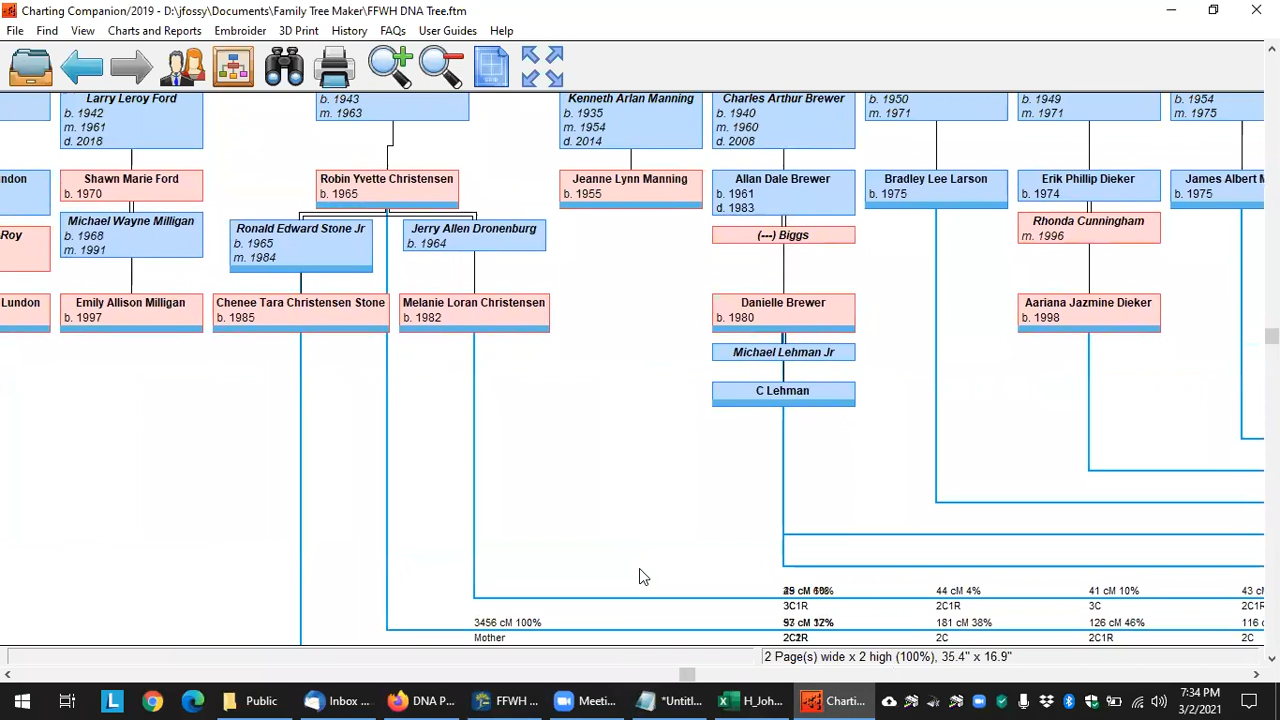 Charting Companion/2019 - D:\jfossy\Documents\Family Tree Maker\FFWH DNA Tree.ftm
File Find View Charts and Reports Embroider 3D Print History FAQs User Guides Help
Larry Leroy Ford
b. 1942
m. 1961
d. 2018
b. 1943
m. 1963
Kenneth Arlan Manning
b. 1935
m. 1954
d. 2014
Charles Arthur Brewer
b. 1940
m. 1960
d. 2008
b. 1950
m. 1971
b. 1949
m. 1971
b. 1954
m. 1975
ndon
Shawn Marie Ford
b. 1970
Robin Yvette Christensen
b. 1965
Jeanne Lynn Manning
b. 1955
Allan Dale Brewer
b. 1961
d. 1983
Bradley Lee Larson
b. 1975
Erik Phillip Dieker
b. 1974
James Albert M
b. 1975
Roy
Michael Wayne Milligan
b. 1968
m. 1991
Ronald Edward Stone Jr
b. 1965
m. 1984
Jerry Allen Dronenburg
b. 1964
(---) Biggs
Rhonda Cunningham
m. 1996
Lundon
Emily Allison Milligan
b. 1997
Chenee Tara Christensen Stone
b. 1985
Melanie Loran Christensen
b. 1982
Danielle Brewer
b. 1980
Aariana Jazmine Dieker
b. 1998
Michael Lehman Jr
C Lehman
44 cM 4%
2C1R
41 cM 10%
3C
43 cM
2C1R
3C1R
3456 cM 100%
Mother
181 cM 38%
2C
126 cM 46%
2C1R
116 cM
2C
2 Page(s) wide x 2 high (100%), 35.4" x 16.9"
Public
Inbox ...
DNA P...
FFWH ...
Meeti...
*Untitl...
H_Joh...
Charti...
7:34 PM
3/2/2021